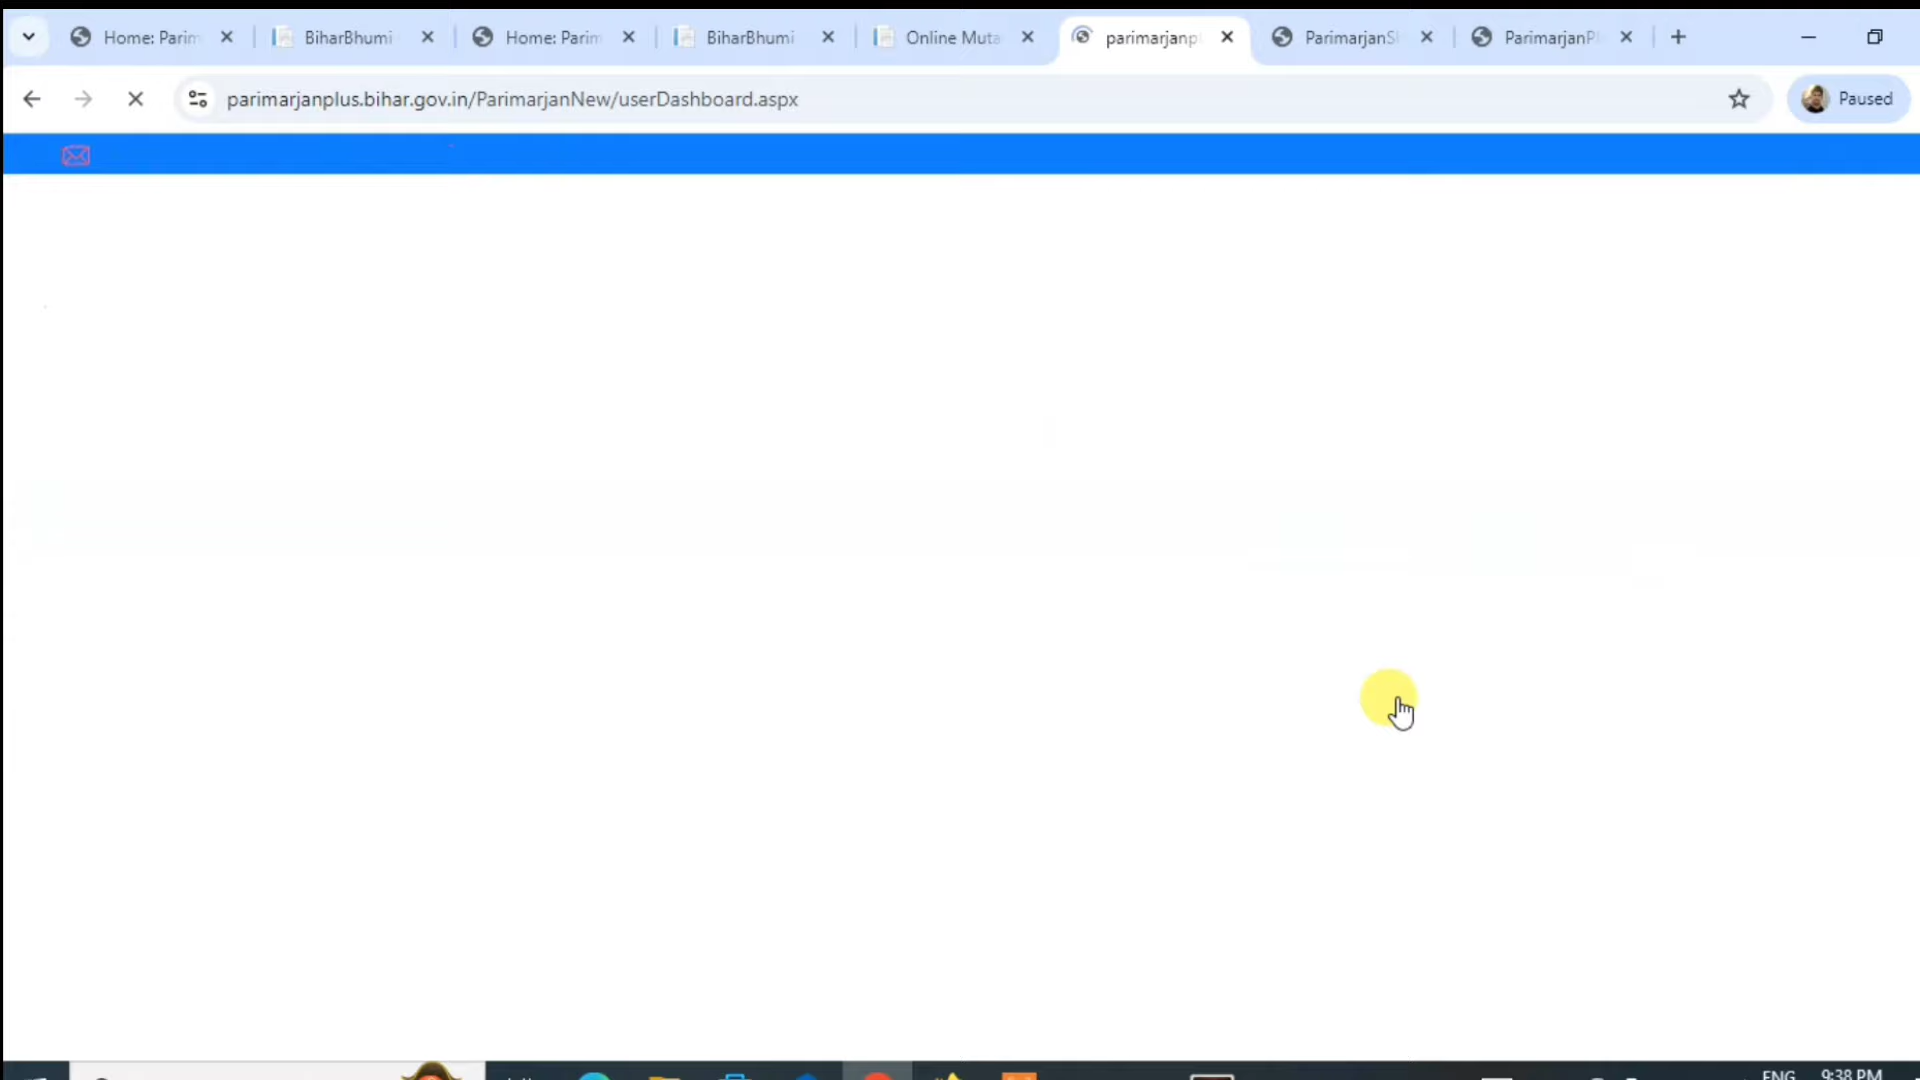 Home: Parim
BiharBhumi
Home: Parim
BiharBhumi
Online Muta
parimarjanp
ParimarjanS
ParimarjanP
parimarjanplus.bihar.gov.in/ParimarjanNew/userDashboard.aspx
Paused
ENG
9:38 PM